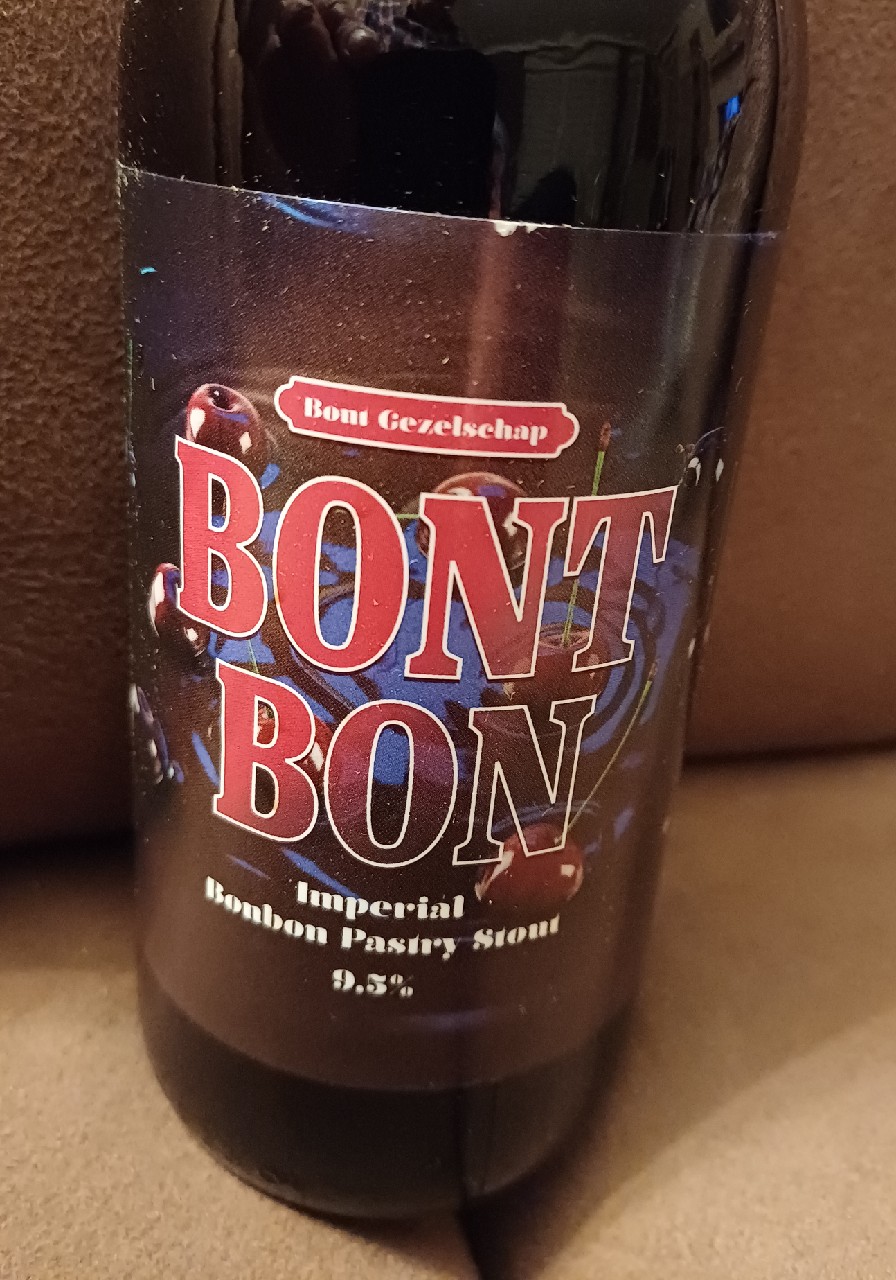 Bont Gezelschap
BONT
BON
Imperial
Bonbon Pastry Stout
9.5%